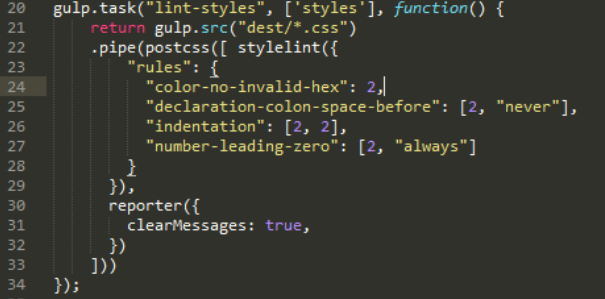 20 gulp.task("lint-styles", ['styles'], function() {
21 return gulp.src("dest/*.css")
22 .pipe(postcss([ stylelint({
23 "rules": {
24 "color-no-invalid-hex": 2,
25 "declaration-colon-space-before": [2, "never"],
26 "indentation": [2, 2],
27 "number-leading-zero": [2, "always"]
28 }
29 }),
30 reporter({
31 clearMessages: true,
32 })
33 ]))
34 });